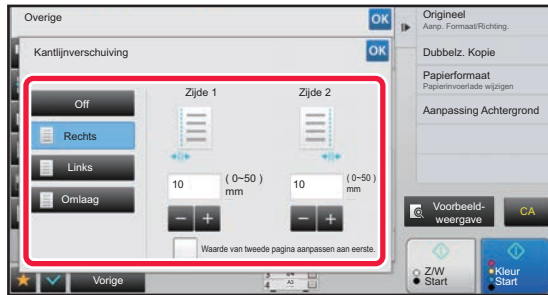 Overige
OK
Kantlijnverschuiving
OK
Off
Rechts
Links
Omlaag
Zijde 1
Zijde 2
10
( 0~50 )
mm
10
( 0~50 )
mm
Waarde van tweede pagina aanpassen aan eerste.
Vorige
Origineel
Aanp. Formaat/Richting.
Dubbelz. Kopie
Papierformaat
Papierinvoerlade wijzigen
Aanpassing Achtergrond
Voorbeeld-
weergave
CA
Z/W
Start
Kleur
Start
4
A3